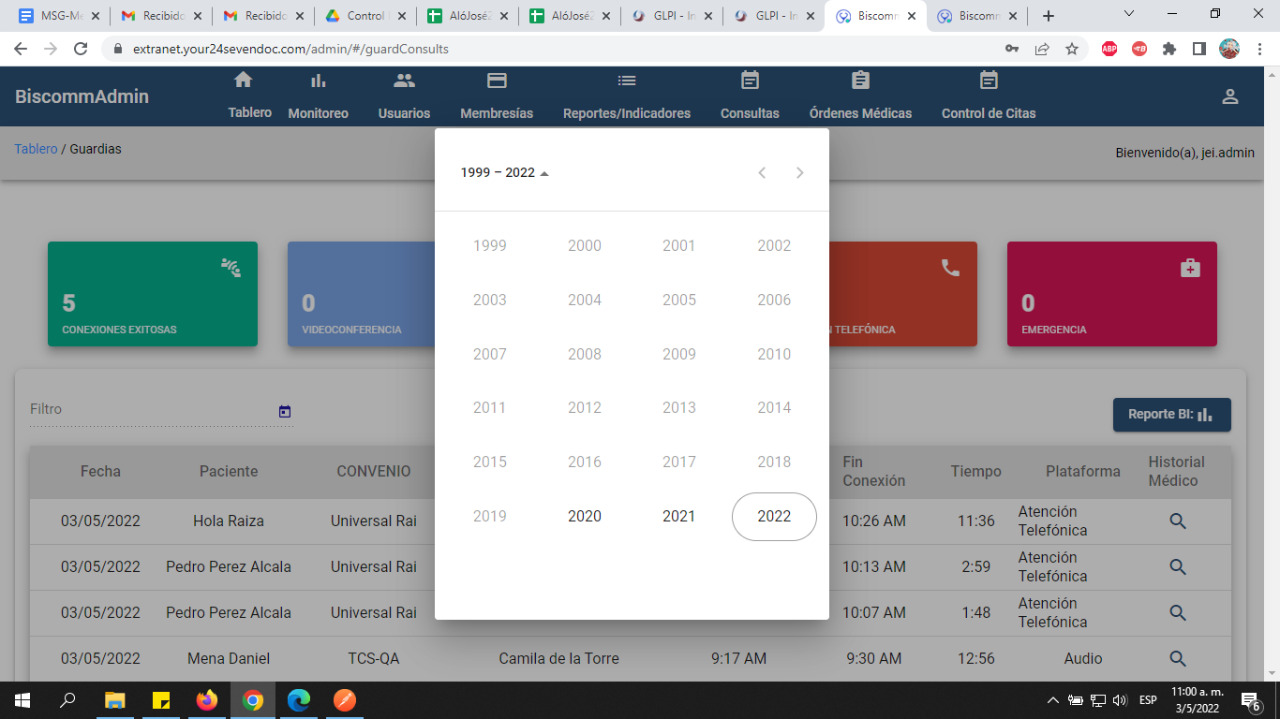 MSG-Me
Recibido
Recibido
Control
AlóJosé2
AlóJosé2
GLPI - In
GLPI - In
Biscomm
Biscomm
extranet.your24sevendoc.com/admin/#/guardConsults
ABP
BiscommAdmin
Tablero
Monitoreo
Usuarios
Membresías
Reportes/Indicadores
Consultas
Órdenes Médicas
Control de Citas
Tablero / Guardias
Bienvenido(a), jei.admin
1999 – 2022
1999 2000 2001 2002
2003 2004 2005 2006
2007 2008 2009 2010
2011 2012 2013 2014
2015 2016 2017 2018
2019 2020 2021 2022
5
CONEXIONES EXITOSAS
0
VIDEOCONFERENCIA
N TELEFÓNICA
0
EMERGENCIA
Filtro
Reporte BI:
Fecha Paciente CONVENIO Fin Conexión Tiempo Plataforma Historial Médico
03/05/2022 Hola Raiza Universal Rai 10:26 AM 11:36 Atención Telefónica
03/05/2022 Pedro Perez Alcala Universal Rai 10:13 AM 2:59 Atención Telefónica
03/05/2022 Pedro Perez Alcala Universal Rai 10:07 AM 1:48 Atención Telefónica
03/05/2022 Mena Daniel TCS-QA Camila de la Torre 9:17 AM 9:30 AM 12:56 Audio
ESP
11:00 a. m.
3/5/2022
6